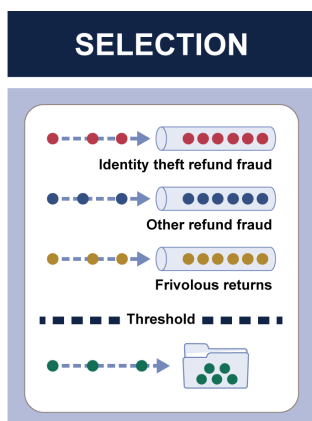 SELECTION
Identity theft refund fraud
Other refund fraud
Frivolous returns
Threshold